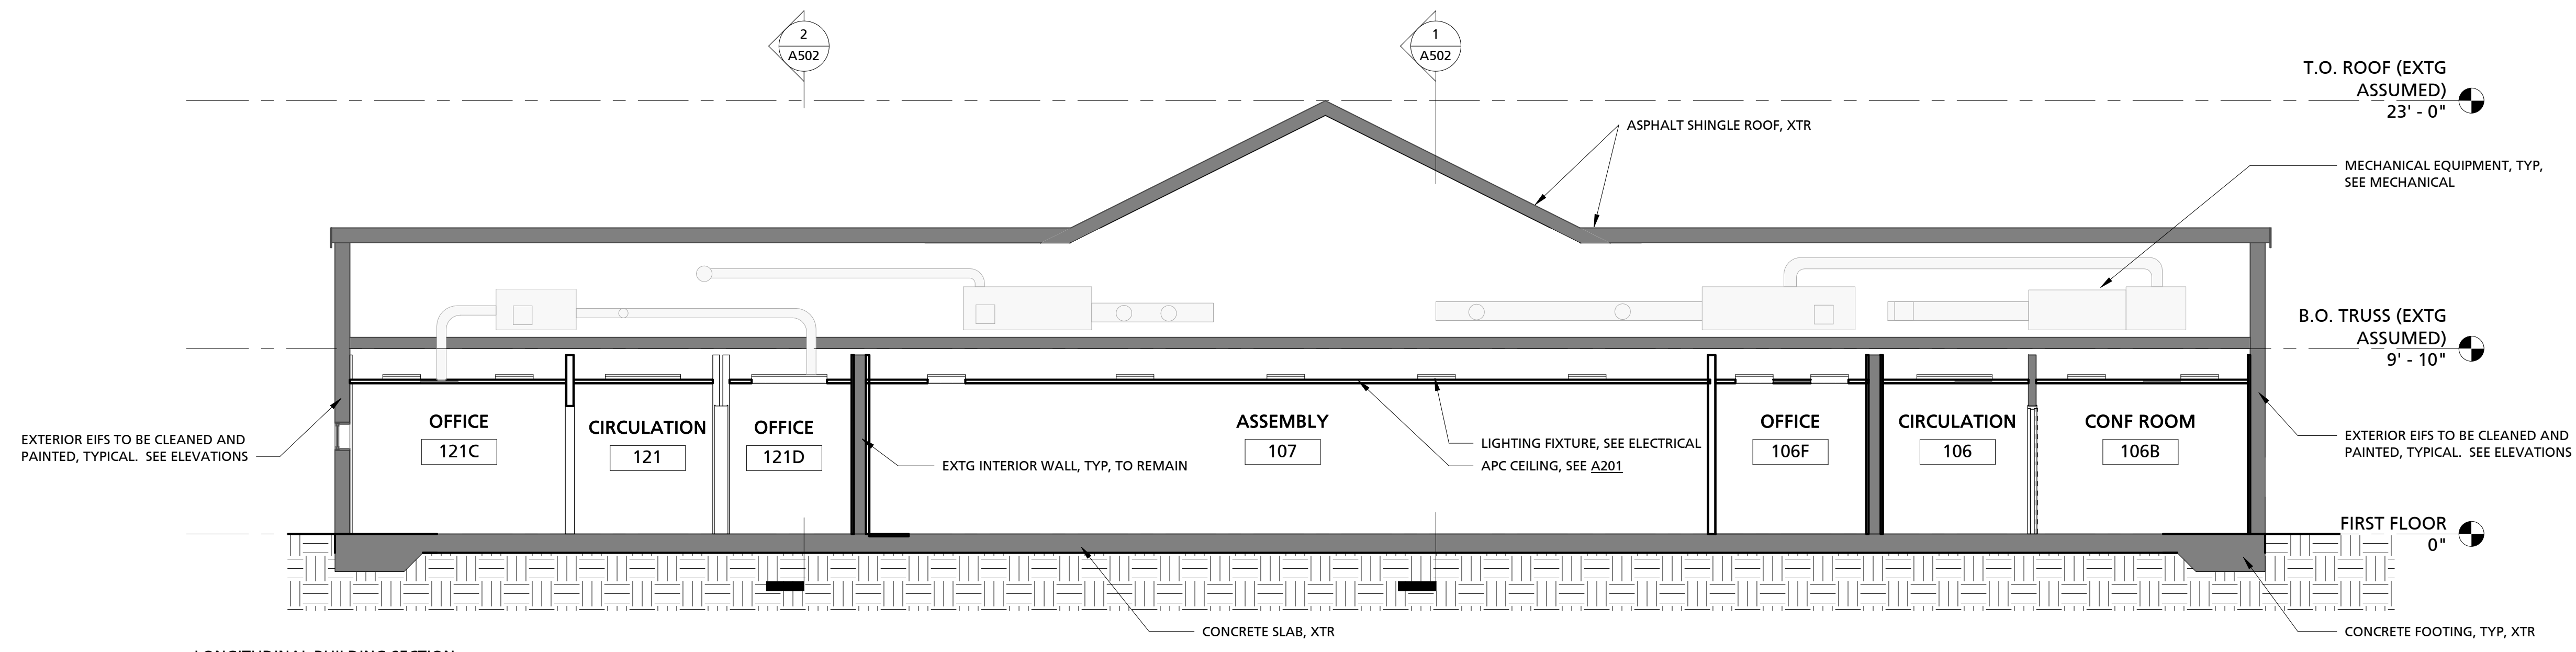 2
A502
1
A502
T.O. ROOF (EXTG
ASSUMED)
23' - 0"
ASPHALT SHINGLE ROOF, XTR
MECHANICAL EQUIPMENT, TYP,
SEE MECHANICAL
B.O. TRUSS (EXTG
ASSUMED)
9' - 10"
OFFICE
121C
CIRCULATION
121
OFFICE
121D
ASSEMBLY
107
OFFICE
106F
CIRCULATION
106
CONF ROOM
106B
EXTERIOR EIFS TO BE CLEANED AND
PAINTED, TYPICAL.  SEE ELEVATIONS
EXTG INTERIOR WALL, TYP, TO REMAIN
LIGHTING FIXTURE, SEE ELECTRICAL
APC CEILING, SEE A201
EXTERIOR EIFS TO BE CLEANED AND
PAINTED, TYPICAL.  SEE ELEVATIONS
FIRST FLOOR
0"
CONCRETE SLAB, XTR
CONCRETE FOOTING, TYP, XTR
LONGITUDINAL BUILDING SECTION